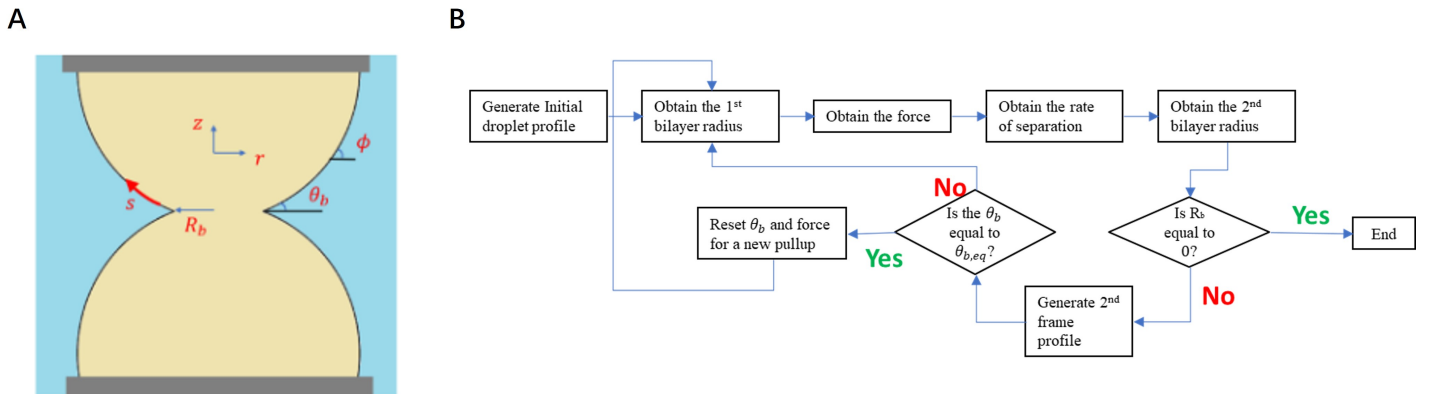 A
B
z
r
ϕ
s
θ_b
R_b
Generate Initial
droplet profile
Obtain the 1st
bilayer radius
Obtain the force
Obtain the rate
of separation
Obtain the 2nd
bilayer radius
No
Reset θ_b and force
for a new pullup
Yes
Is the θ_b
equal to
θ_b,eq?
Is R_b
equal to
0?
Yes
End
No
Generate 2nd
frame
profile